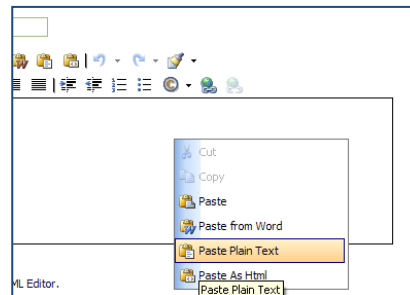 Cut
Copy
Paste
Paste from Word
Paste Plain Text
Paste As Html
Paste Plain Text
ML Editor.